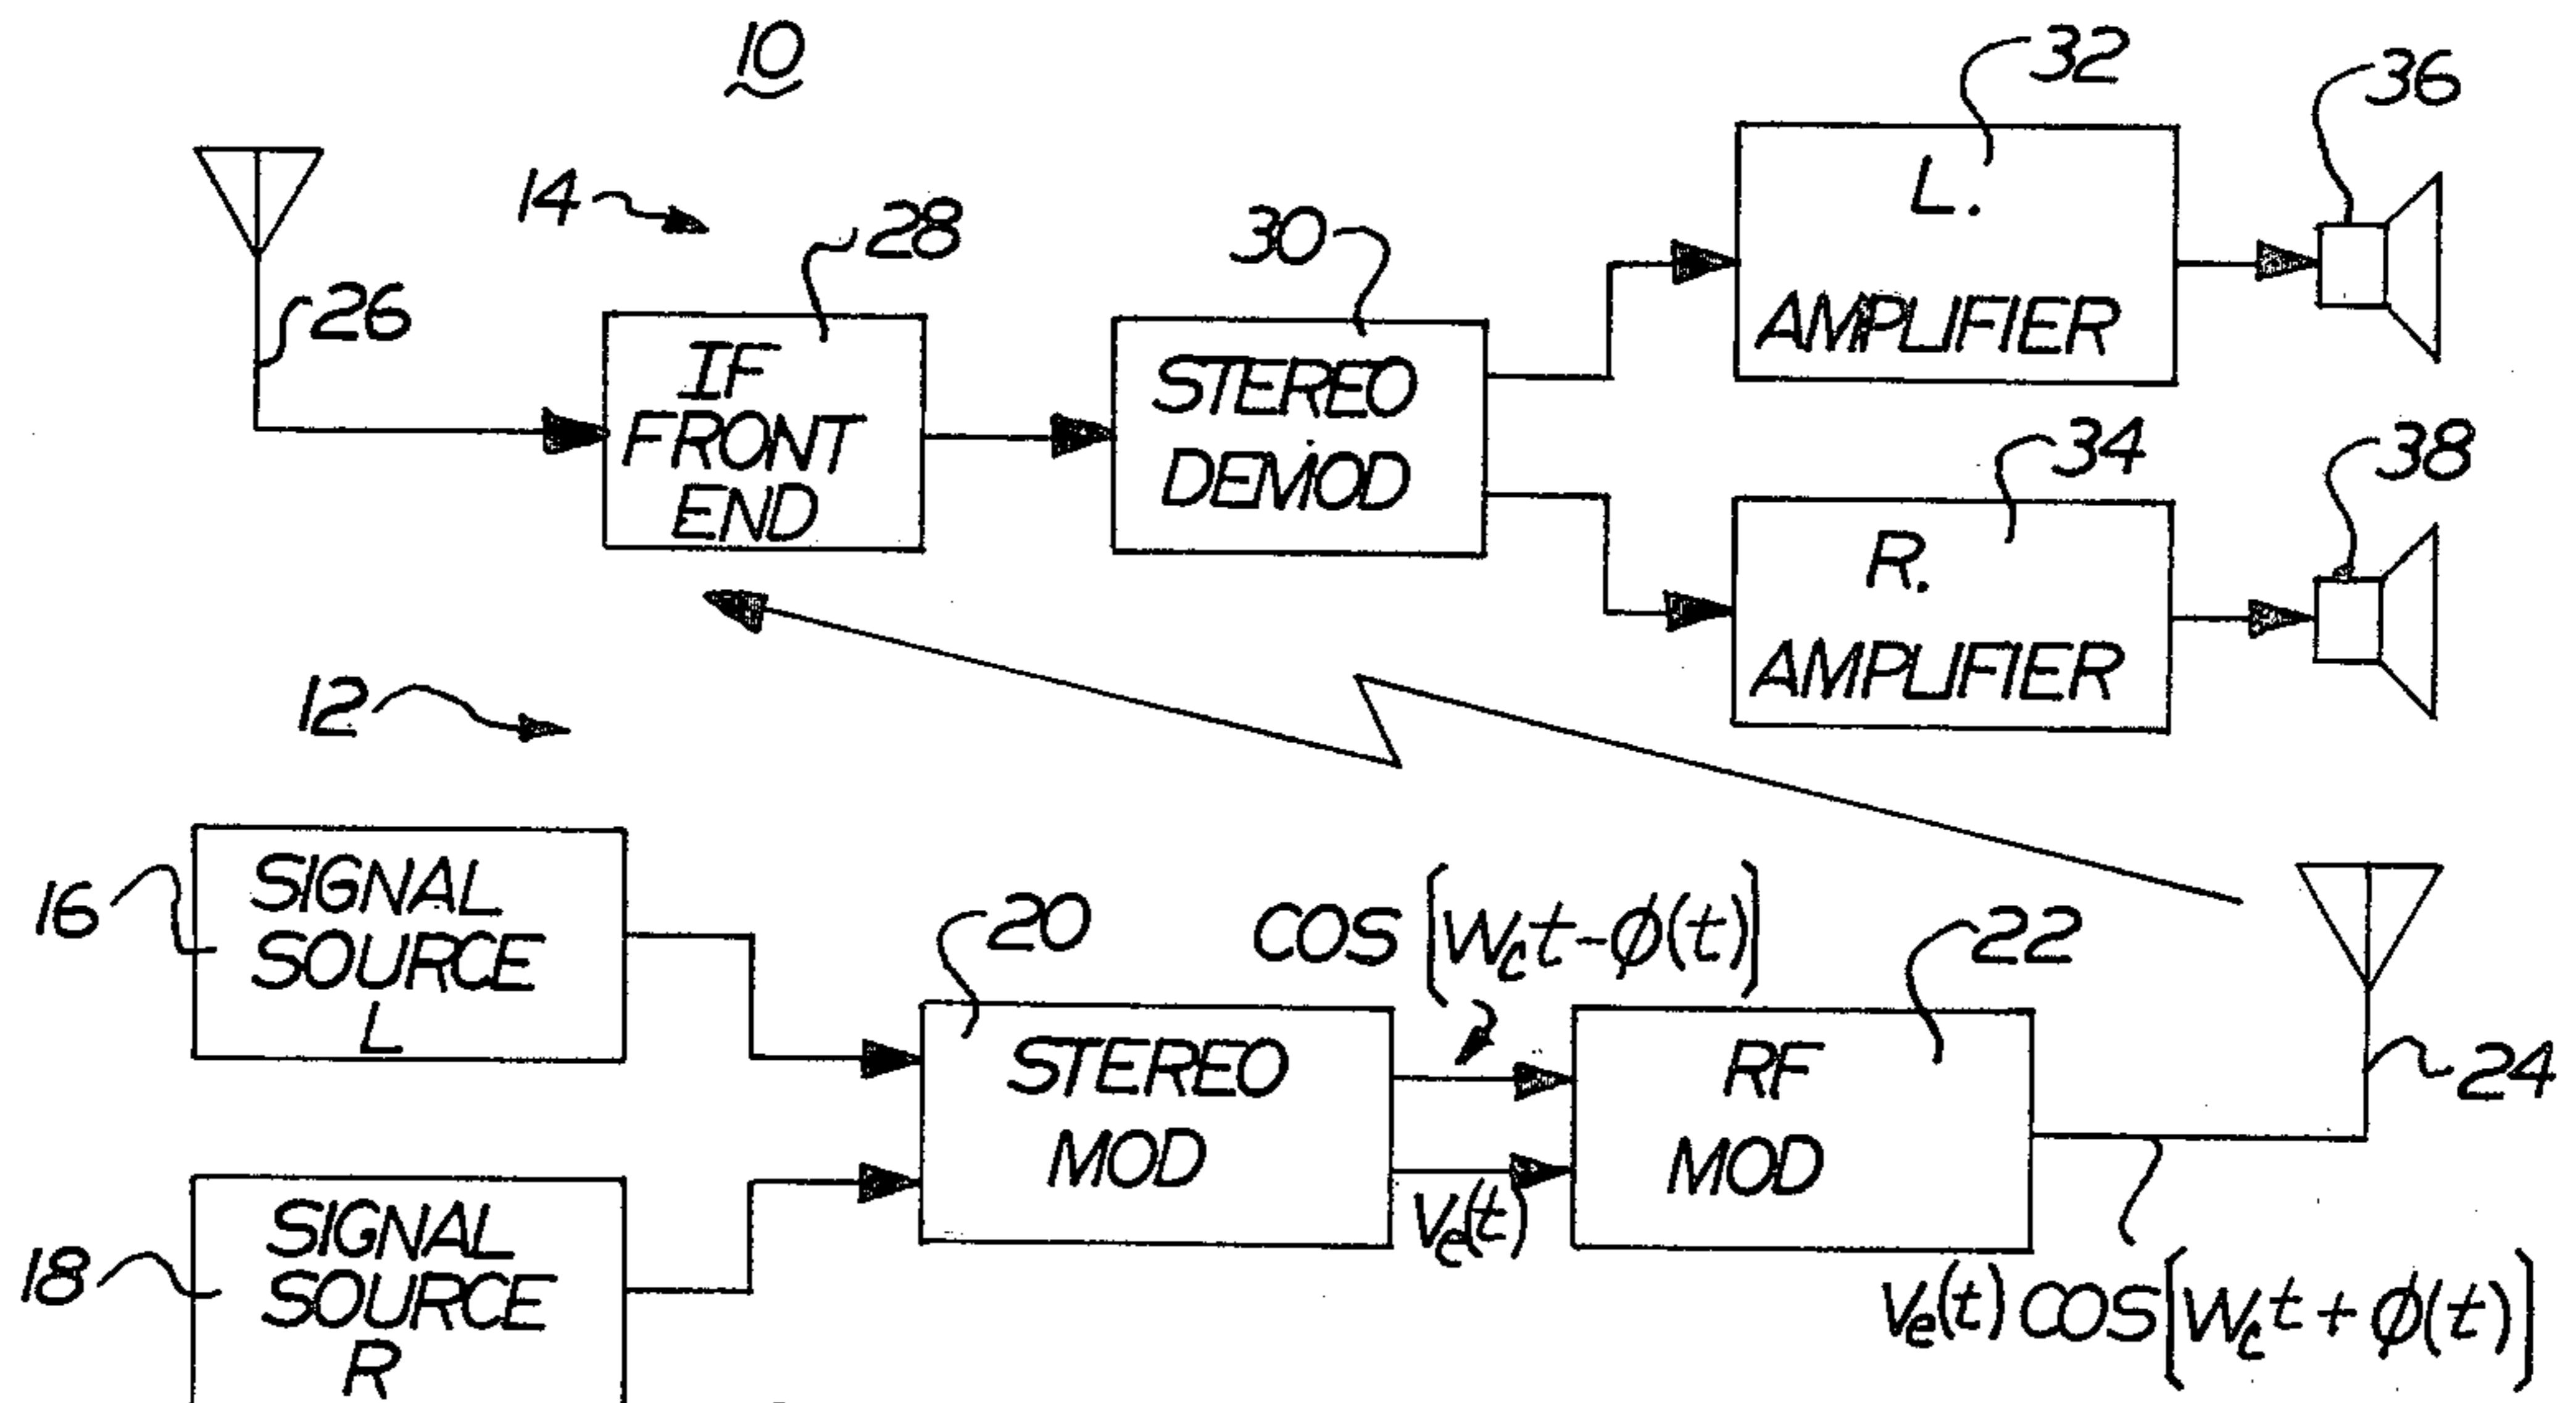 10
32
36
14
28
30
L.
AMPLIFIER
26
IF
FRONT
END
STEREO
DEMOD
34
38
R.
AMPLIFIER
12
16
SIGNAL
SOURCE
L
20
COS [Wct-ϕ(t)]
22
STEREO
MOD
RF
MOD
24
Ve(t)
18
SIGNAL
SOURCE
R
Ve(t) COS [Wct + ϕ(t)]